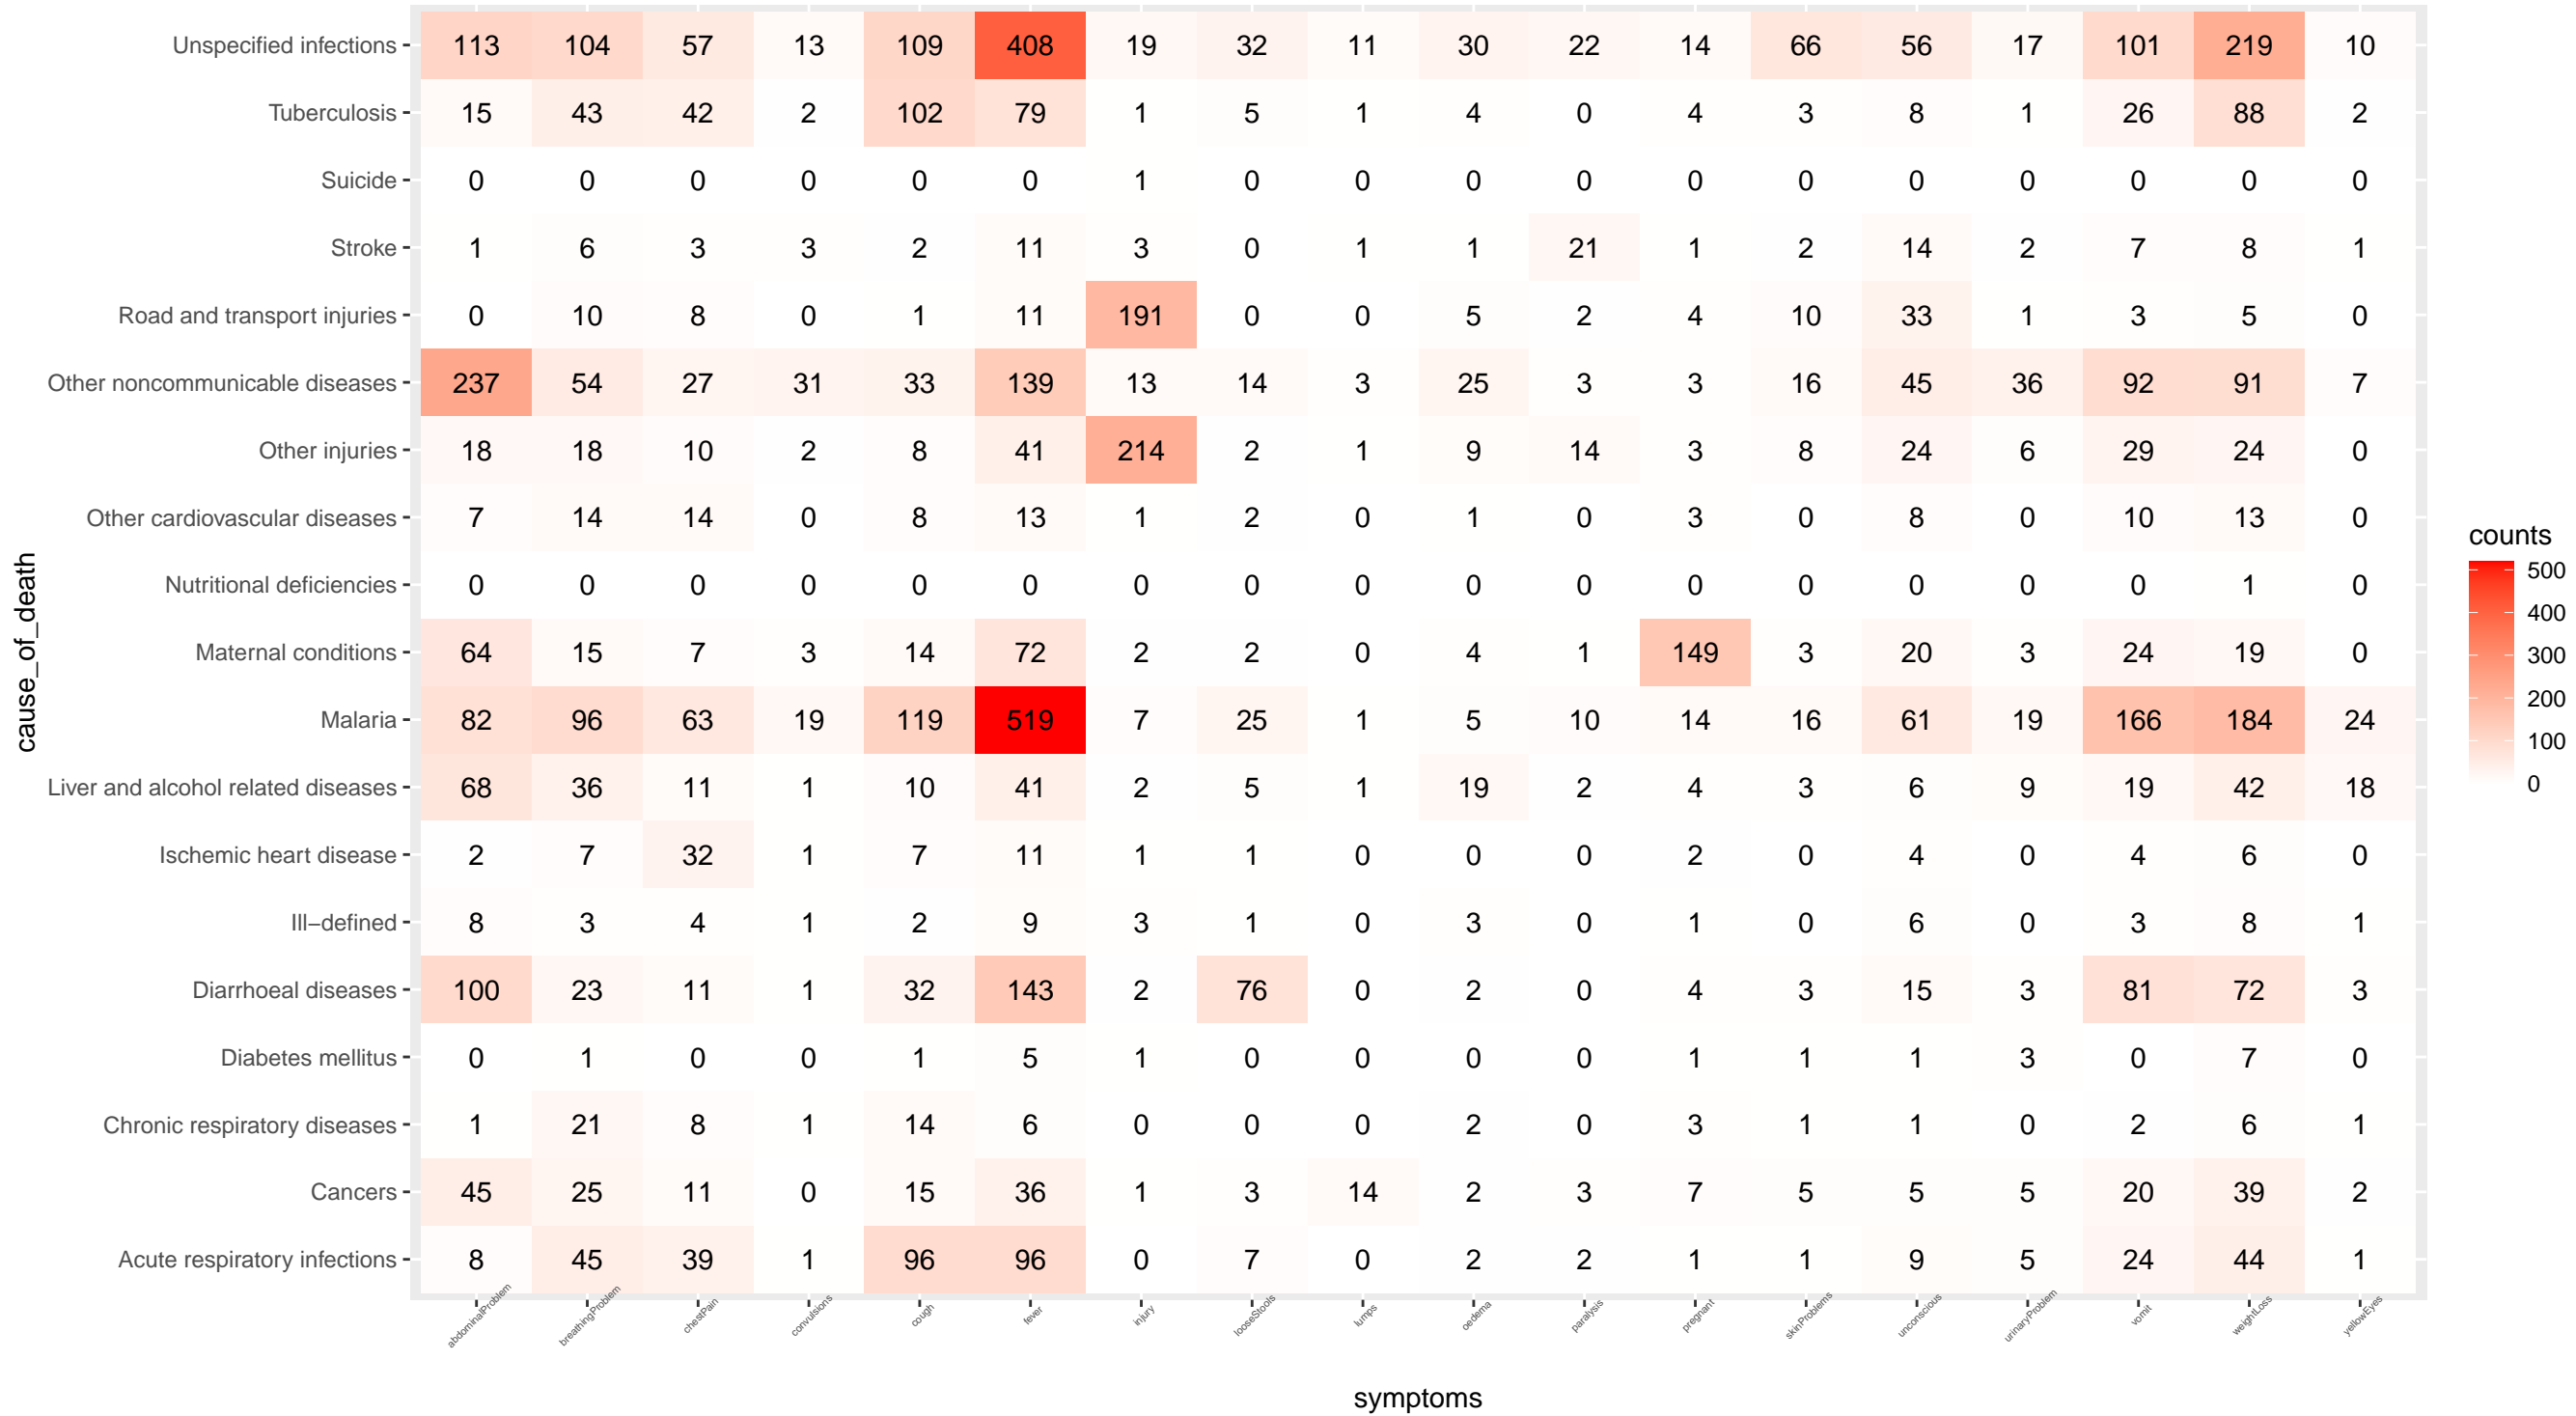 Unspecified infections 113 104 57 13 109 408 19 32 11 30 22 14 66 56 17 101 219 10
Tuberculosis 15 43 42 2 102 79 1 5 1 4 0 4 3 8 1 26 88 2
Suicide 0 0 0 0 0 0 1 0 0 0 0 0 0 0 0 0 0 0
Stroke 1 6 3 3 2 11 3 0 1 1 21 1 2 14 2 7 8 1
Road and transport injuries 0 10 8 0 1 11 191 0 0 5 2 4 10 33 1 3 5 0
Other noncommunicable diseases 237 54 27 31 33 139 13 14 3 25 3 3 16 45 36 92 91 7
Other injuries 18 18 10 2 8 41 214 2 1 9 14 3 8 24 6 29 24 0
Other cardiovascular diseases 7 14 14 0 8 13 1 2 0 1 0 3 0 8 0 10 13 0
Nutritional deficiencies 0 0 0 0 0 0 0 0 0 0 0 0 0 0 0 0 1 0
Maternal conditions 64 15 7 3 14 72 2 2 0 4 1 149 3 20 3 24 19 0
Malaria 82 96 63 19 119 519 7 25 1 5 10 14 16 61 19 166 184 24
Liver and alcohol related diseases 68 36 11 1 10 41 2 5 1 19 2 4 3 6 9 19 42 18
Ischemic heart disease 2 7 32 1 7 11 1 1 0 0 0 2 0 4 0 4 6 0
Ill−defined 8 3 4 1 2 9 3 1 0 3 0 1 0 6 0 3 8 1
Diarrhoeal diseases 100 23 11 1 32 143 2 76 0 2 0 4 3 15 3 81 72 3
Diabetes mellitus 0 1 0 0 1 5 1 0 0 0 0 1 1 1 3 0 7 0
Chronic respiratory diseases 1 21 8 1 14 6 0 0 0 2 0 3 1 1 0 2 6 1
Cancers 45 25 11 0 15 36 1 3 14 2 3 7 5 5 5 20 39 2
Acute respiratory infections 8 45 39 1 96 96 0 7 0 2 2 1 1 9 5 24 44 1
abdominalProblem breathingProblem chestPain convulsions cough fever injury looseStools lumps oedema paralysis pregnant skinProblems unconscious urinaryProblem vomit weightLoss yellowEyes
symptoms
cause_of_death
counts
500
400
300
200
100
0